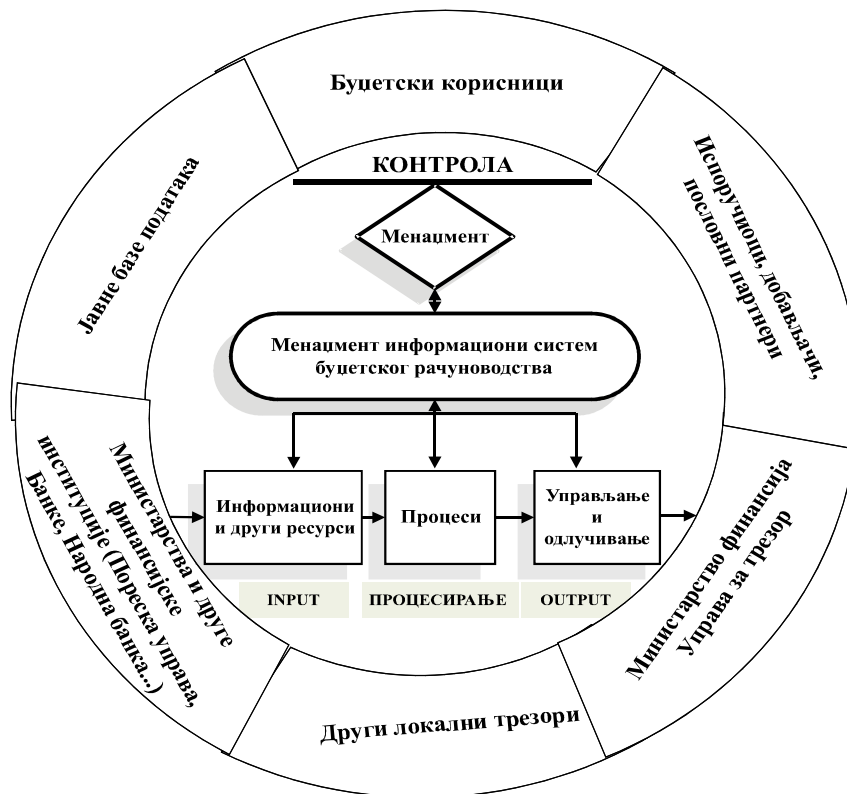 Буџетски корисници
Испоручиоци, добављачи,
пословни партнери
Министарство финансија
Управа за трезор
Други локални трезори
Министарства и друге
финансијске
институције (Пореска управа,
Банке, Народна банка...)
Јавне базе података
КОНТРОЛА
Менаџмент
Менаџмент информациони систем
буџетског рачуноводства
Информациони
и други ресурси
Процеси
Управљање
и
одлучивање
INPUT
ПРОЦЕСИРАЊЕ
OUTPUT